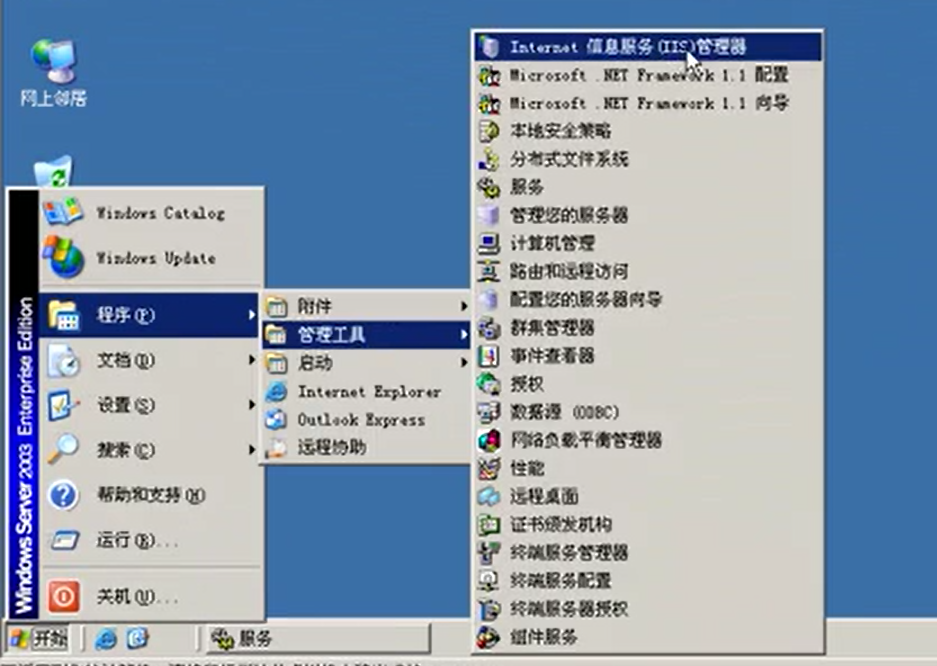 网上邻居
Windows Server 2003 Enterprise Edition
Windows Catalog
Windows Update
程序(P)
文档(D)
设置(S)
搜索(C)
帮助和支持(H)
运行(R)...
关机(U)...
附件
管理工具
启动
Internet Explorer
Outlook Express
远程协助
Internet 信息服务(IIS)管理器
Microsoft .NET Framework 1.1 配置
Microsoft .NET Framework 1.1 向导
本地安全策略
分布式文件系统
服务
管理您的服务器
计算机管理
路由和远程访问
配置您的服务器向导
群集管理器
事件查看器
授权
数据源 (ODBC)
网络负载平衡管理器
性能
远程桌面
证书颁发机构
终端服务管理器
终端服务配置
终端服务器授权
组件服务
开始
服务